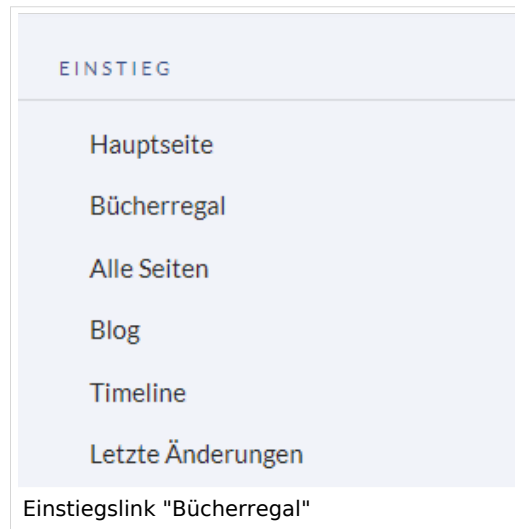 EINSTIEG
Hauptseite
Bücherregal
Alle Seiten
Blog
Timeline
Letzte Änderungen
Einstiegslink "Bücherregal"